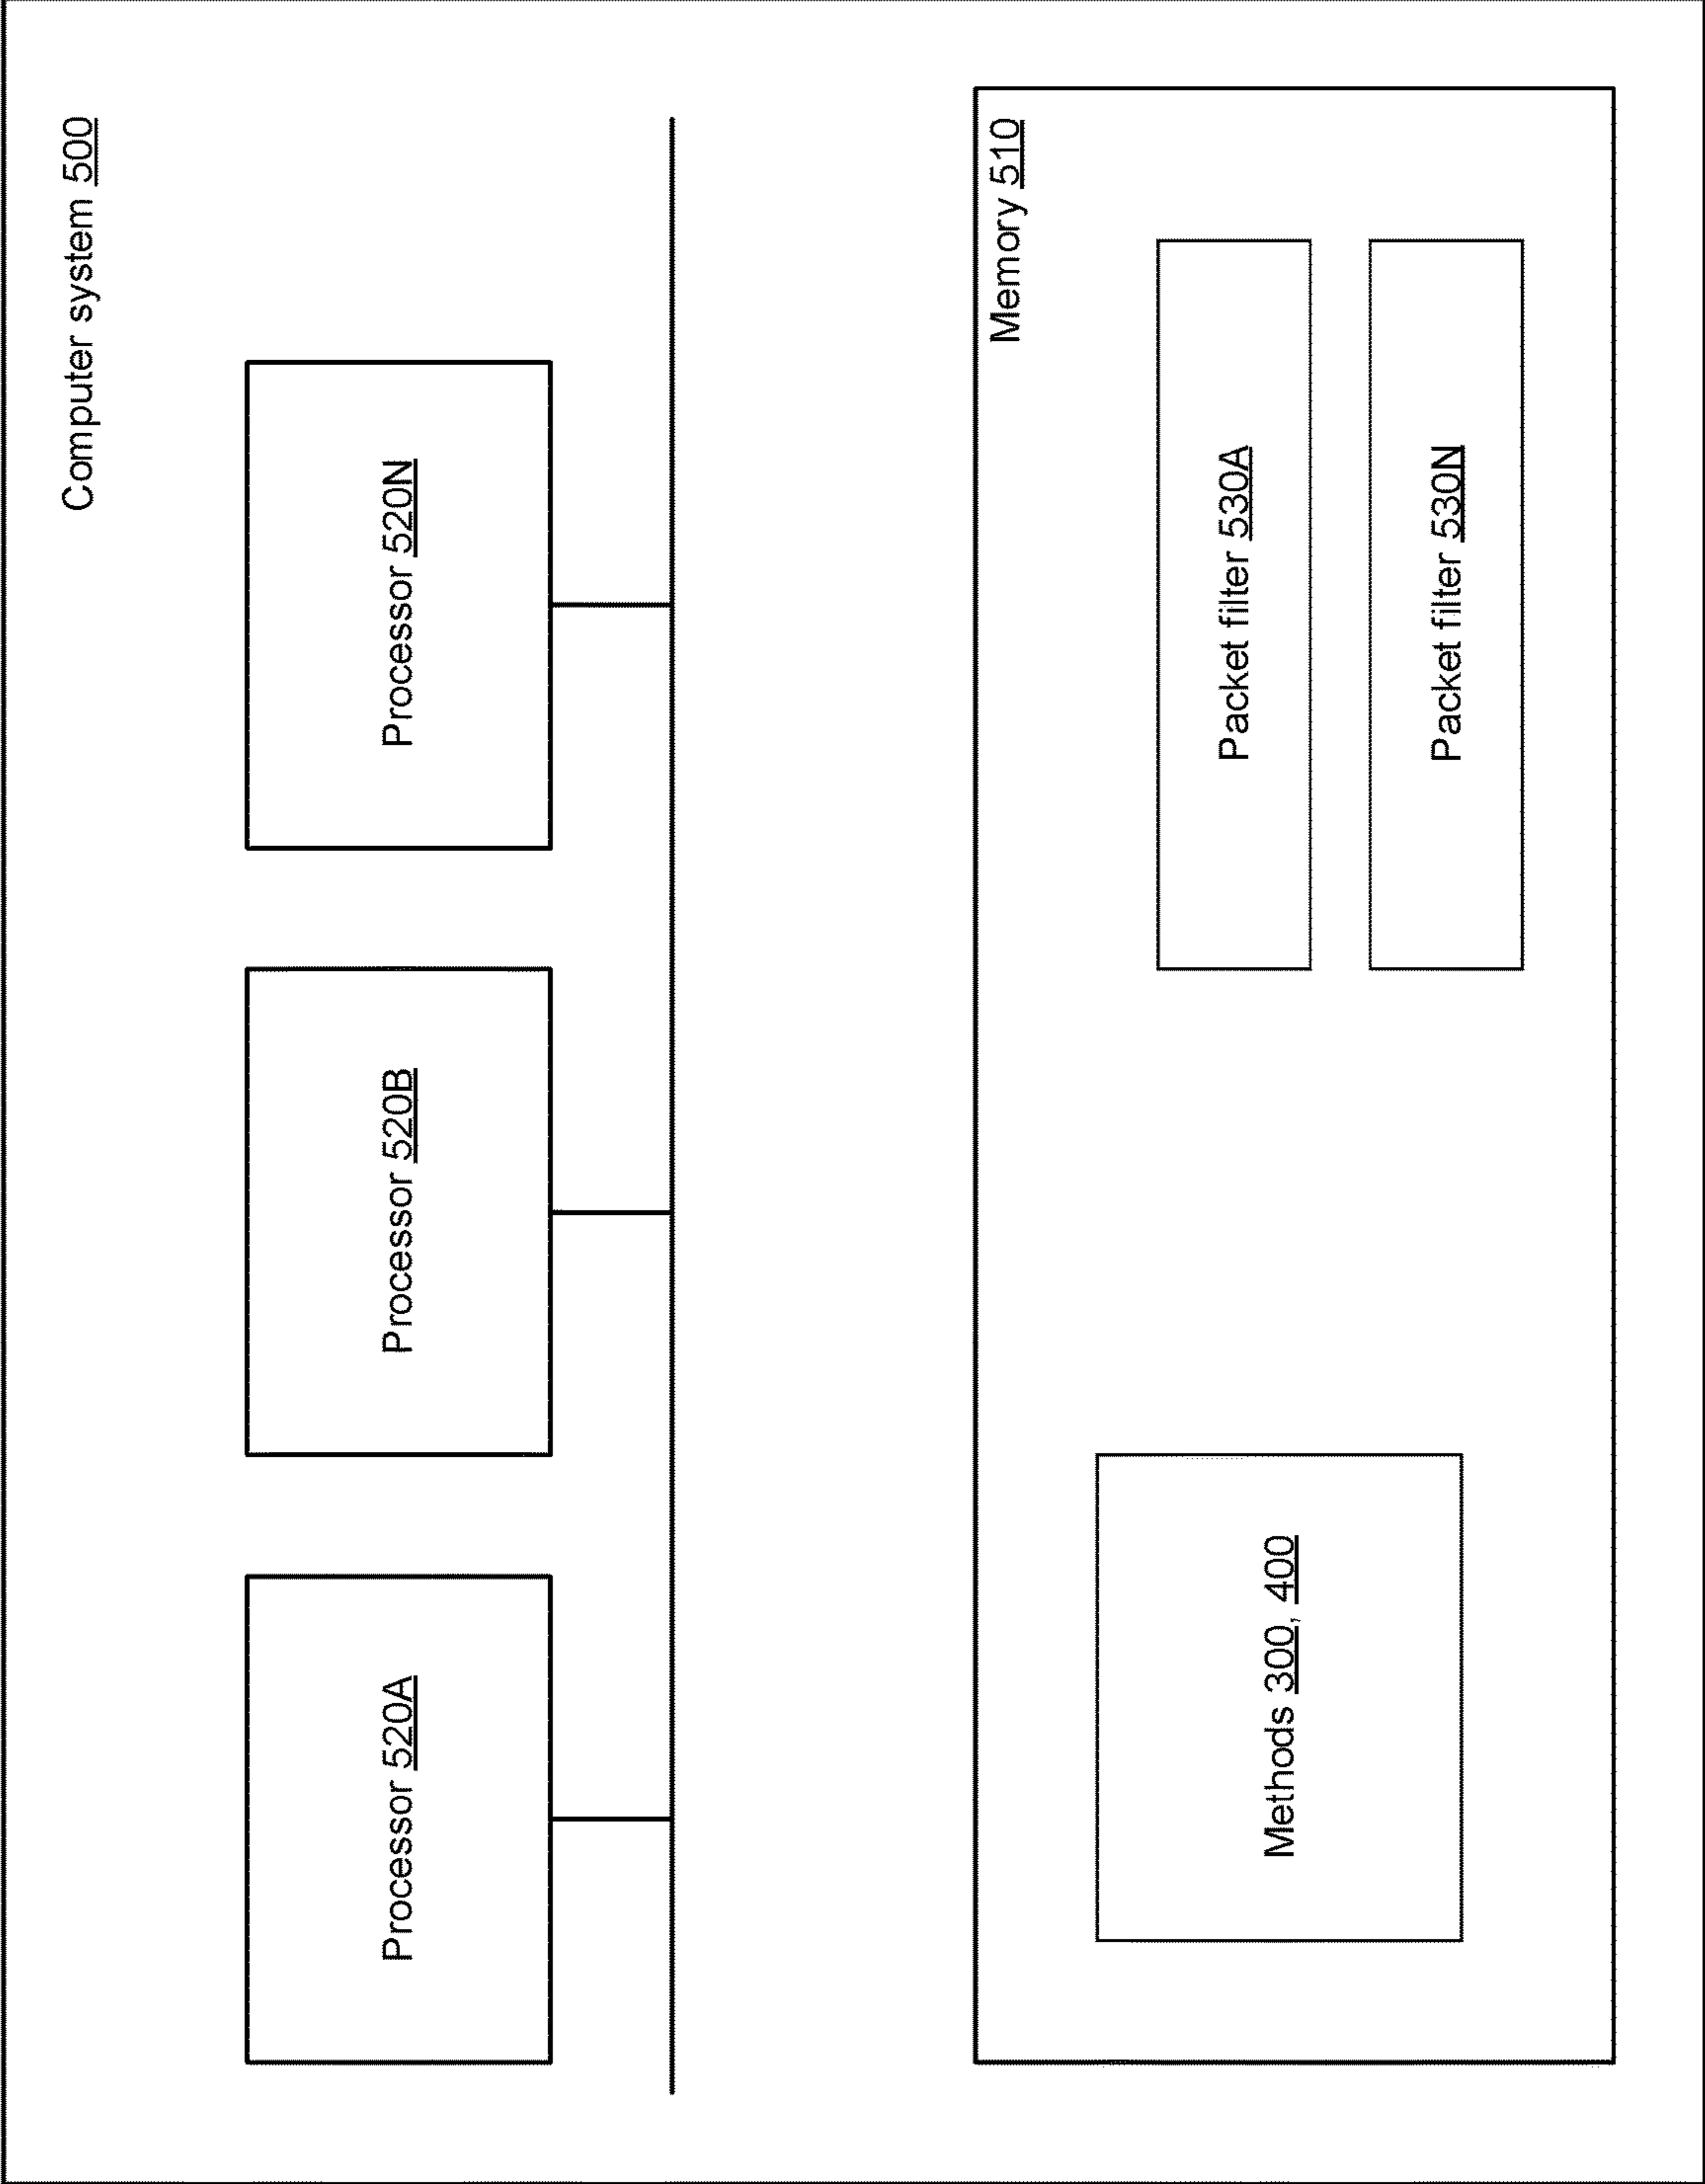 Computer system 500
Processor 520A
Processor 520B
Processor 520N
Memory 510
Methods 300, 400
Packet filter 530A
Packet filter 530N